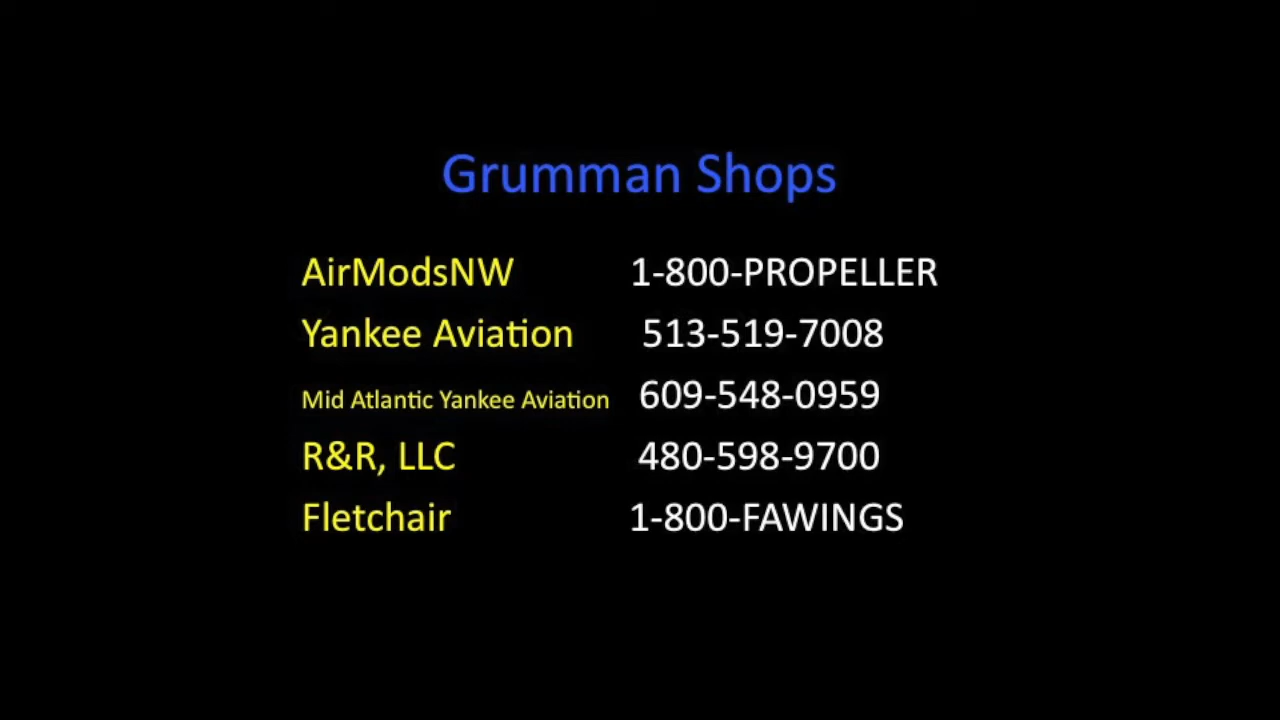 Grumman Shops
AirModsNW 1-800-PROPELLER
Yankee Aviation 513-519-7008
Mid Atlantic Yankee Aviation 609-548-0959
R&R, LLC 480-598-9700
Fletchair 1-800-FAWINGS